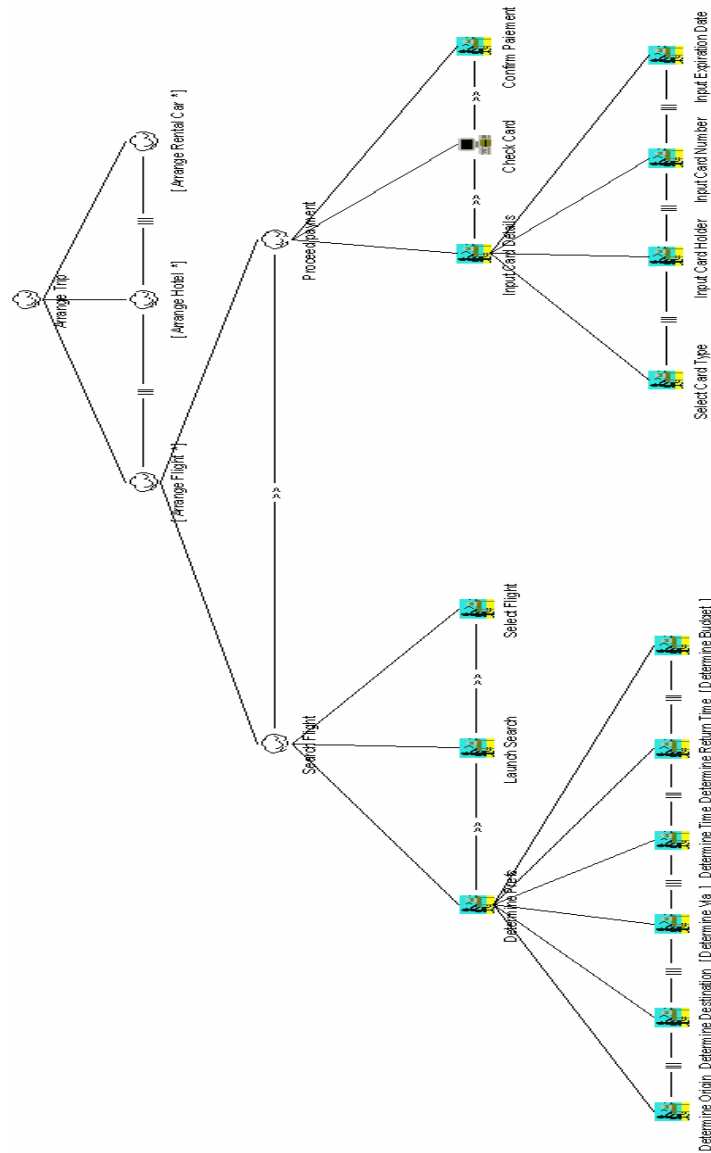 Arrange Trip
[ Arrange Flight *]
[ Arrange Hotel *]
[ Arrange Rental Car *]
Search Flight
Proceed payment
Determine Prefs
Launch Search
Select Flight
Input Card Details
Check Card
Confirm Paiement
Determine Origin
Determine Destination
[ Determine Via ]
Determine Time
Determine Return Time
[ Determine Budget ]
Select Card Type
Input Card Holder
Input Card Number
Input Expiration Date